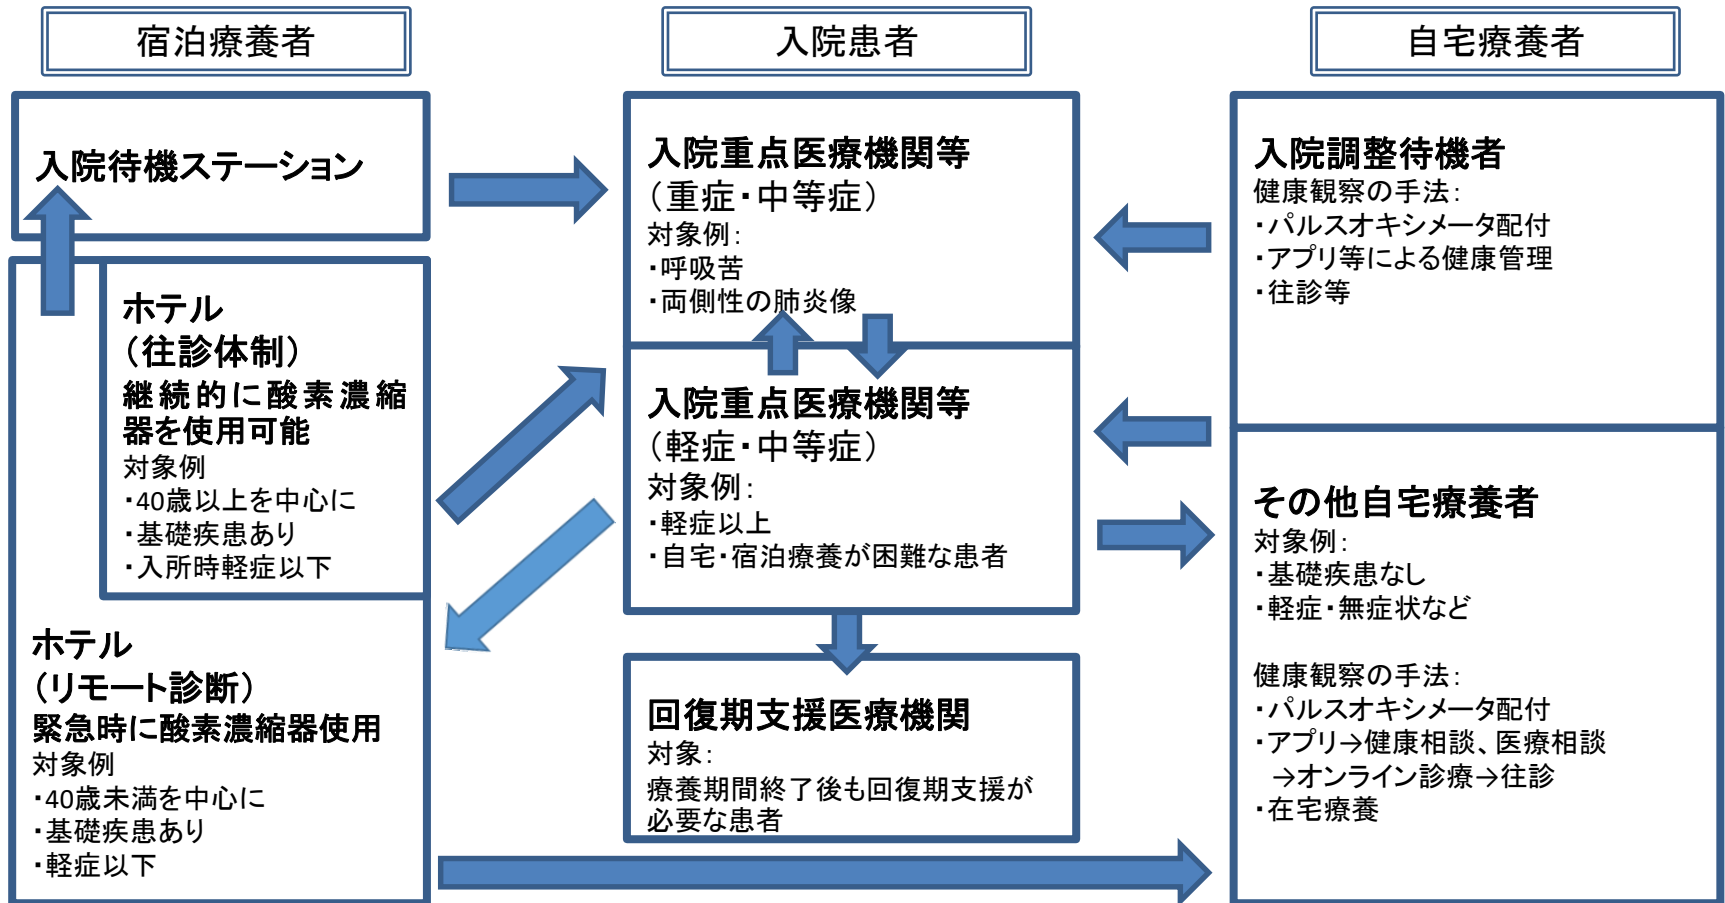 宿泊療養者
入院患者
自宅療養者
入院待機ステーション
ホテル
（往診体制）
継続的に酸素濃縮
器を使用可能
対象例
・40歳以上を中心に
・基礎疾患あり
・入所時軽症以下
ホテル
（リモート診断）
緊急時に酸素濃縮器使用
対象例
・40歳未満を中心に
・基礎疾患あり
・軽症以下
入院重点医療機関等
（重症・中等症）
対象例：
・呼吸苦
・両側性の肺炎像
入院重点医療機関等
（軽症・中等症）
対象例：
・軽症以上
・自宅・宿泊療養が困難な患者
回復期支援医療機関
対象：
療養期間終了後も回復期支援が
必要な患者
入院調整待機者
健康観察の手法：
・パルスオキシメータ配付
・アプリ等による健康管理
・往診等
その他自宅療養者
対象例：
・基礎疾患なし
・軽症・無症状など
健康観察の手法：
・パルスオキシメータ配付
・アプリ→健康相談、医療相談
→オンライン診療→往診
・在宅療養